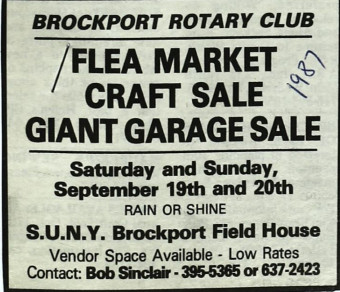 BROCKPORT ROTARY CLUB
FLEA MARKET
1987
CRAFT SALE
GIANT GARAGE SALE
Saturday and Sunday,
September 19th and 20th
RAIN OR SHINE
S.U.N.Y. Brockport Field House
Vendor Space Available - Low Rates
Contact: Bob Sinclair - 395-5365 or 637-2423